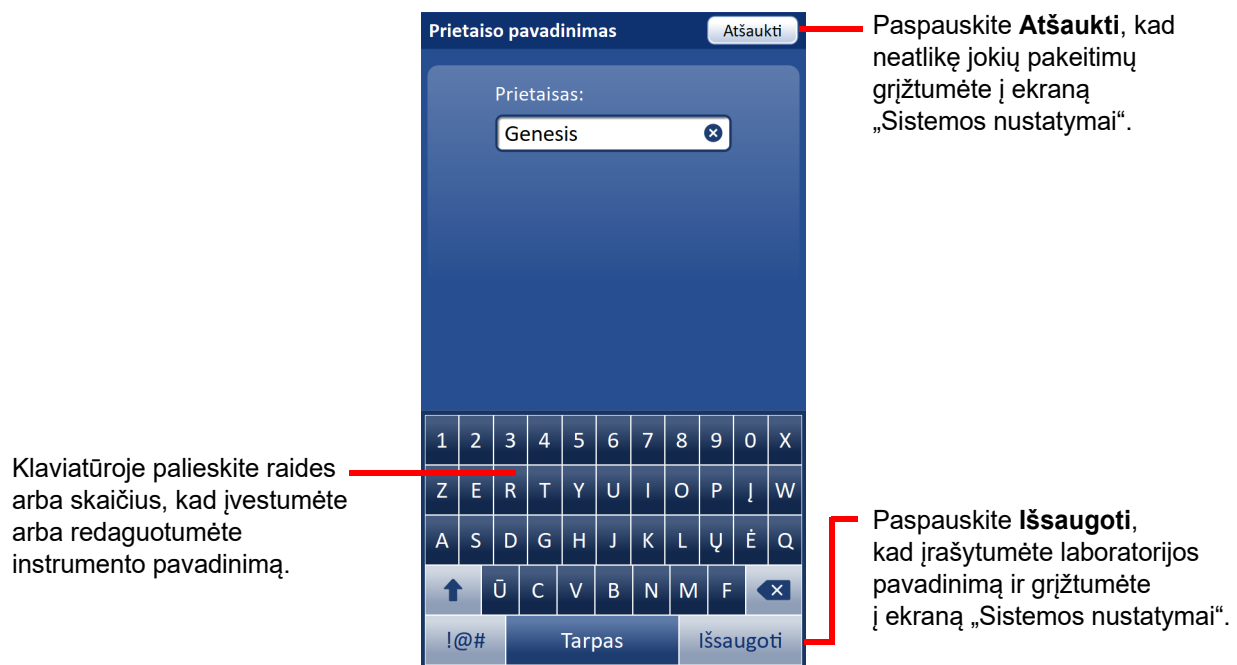 Prietaiso pavadinimas
Atšaukti
Paspauskite Atšaukti, kad
neatlikę jokių pakeitimų
grįžtumėte į ekraną
„Sistemos nustatymai“.
Prietaisas:
Genesis
1 2 3 4 5 6 7 8 9 0 X
Z E R T Y U I O P Į W
A S D G H J K L Ų Ė Q
Ū C V B N M F
!@# Tarpas Išsaugoti
Klaviatūroje palieskite raides
arba skaičius, kad įvestumėte
arba redaguotumėte
instrumento pavadinimą.
Paspauskite Išsaugoti,
kad įrašytumėte laboratorijos
pavadinimą ir grįžtumėte
į ekraną „Sistemos nustatymai“.